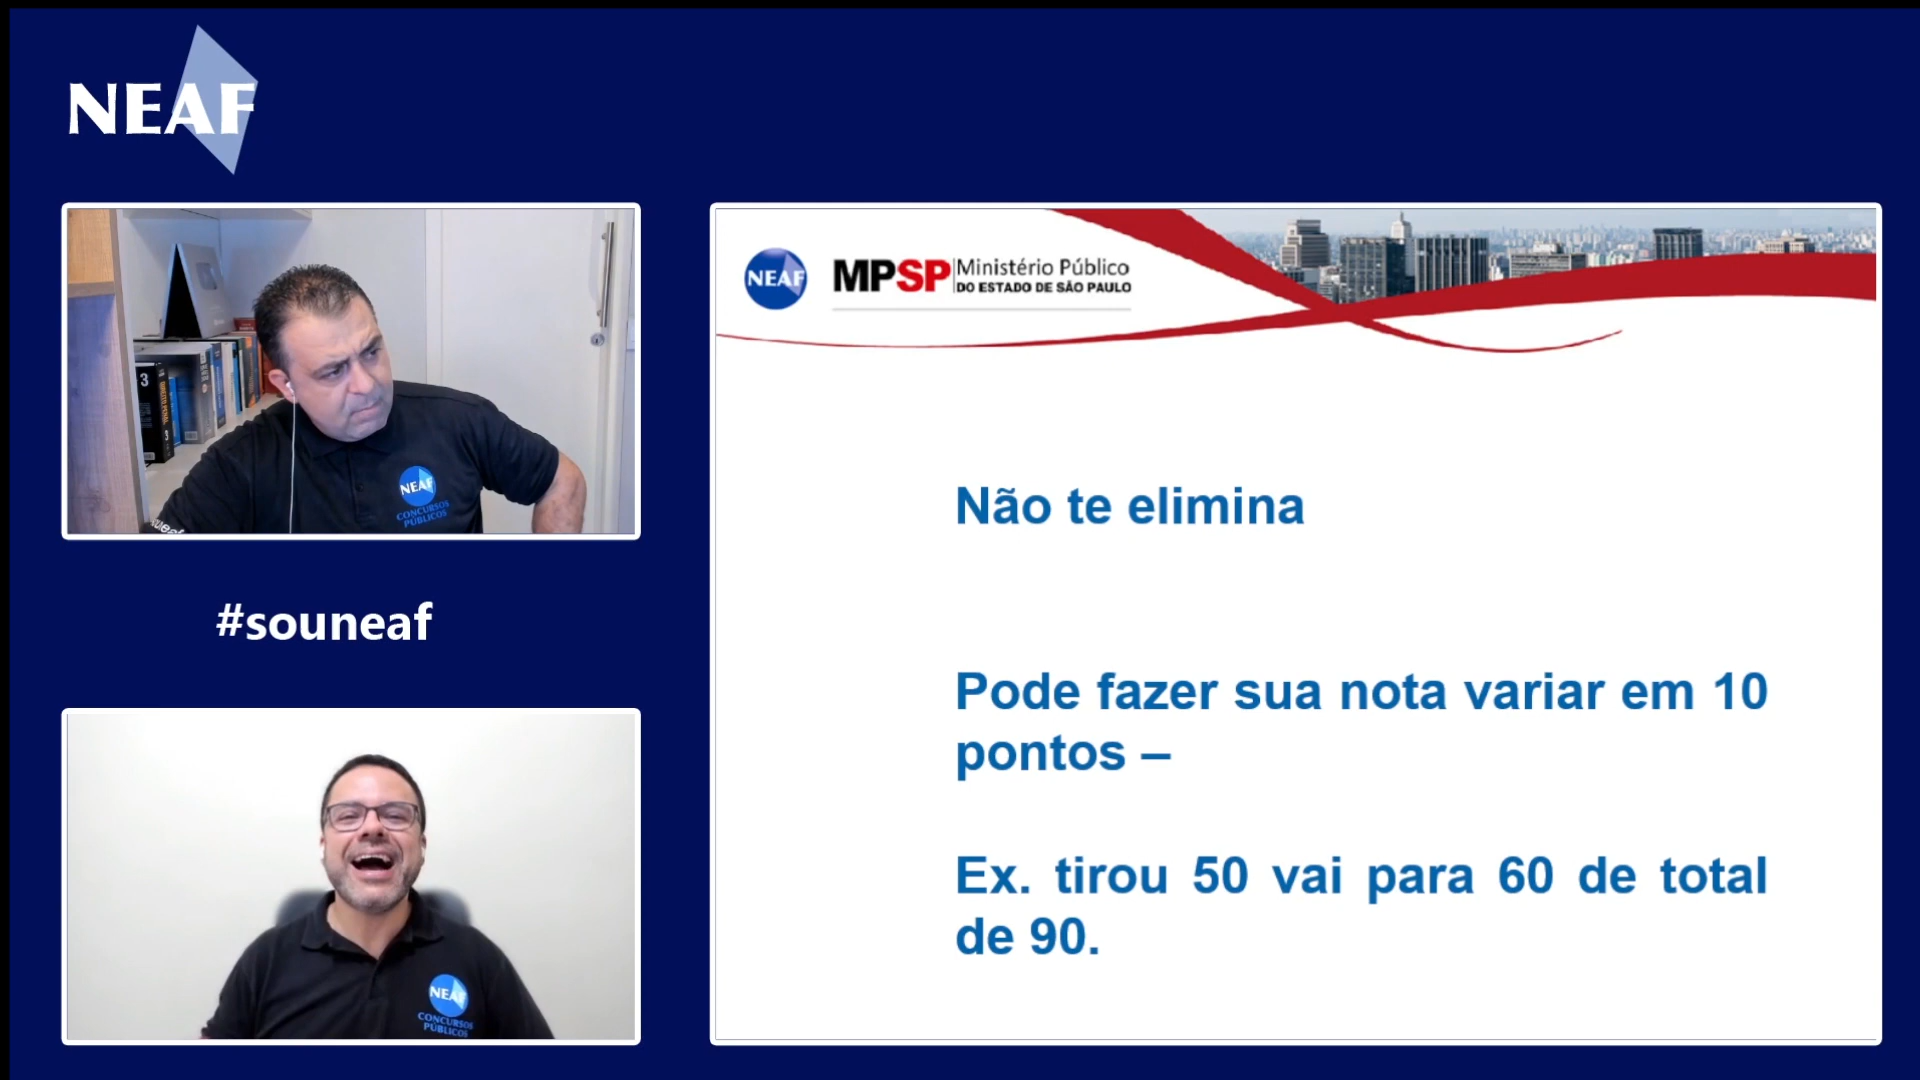 NEAF
3
3
NEAF
CONCURSOS
PÚBLICOS
#souneaf
NEAF
CONCURSOS
PÚBLICOS
NEAF
MPSP Ministério Público
DO ESTADO DE SÃO PAULO
Não te elimina
Pode fazer sua nota variar em 10
pontos –
Ex. tirou 50 vai para 60 de total
de 90.